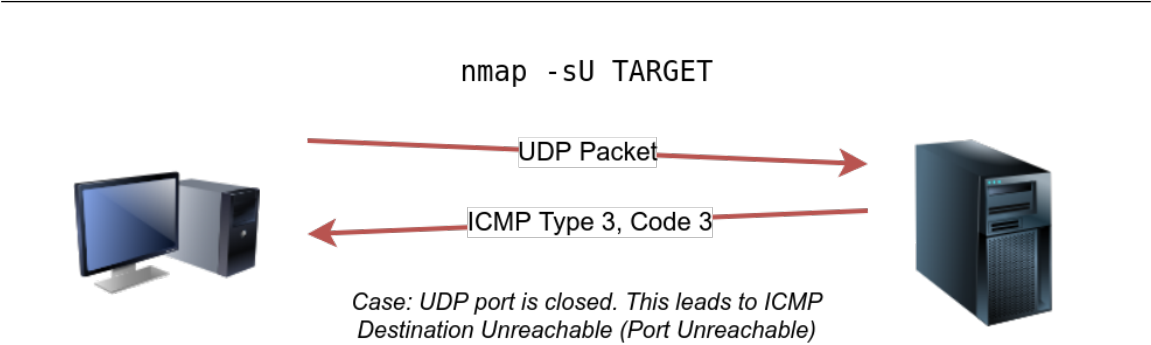 nmap -sU TARGET
UDP Packet
ICMP Type 3, Code 3
Case: UDP port is closed. This leads to ICMP
Destination Unreachable (Port Unreachable)